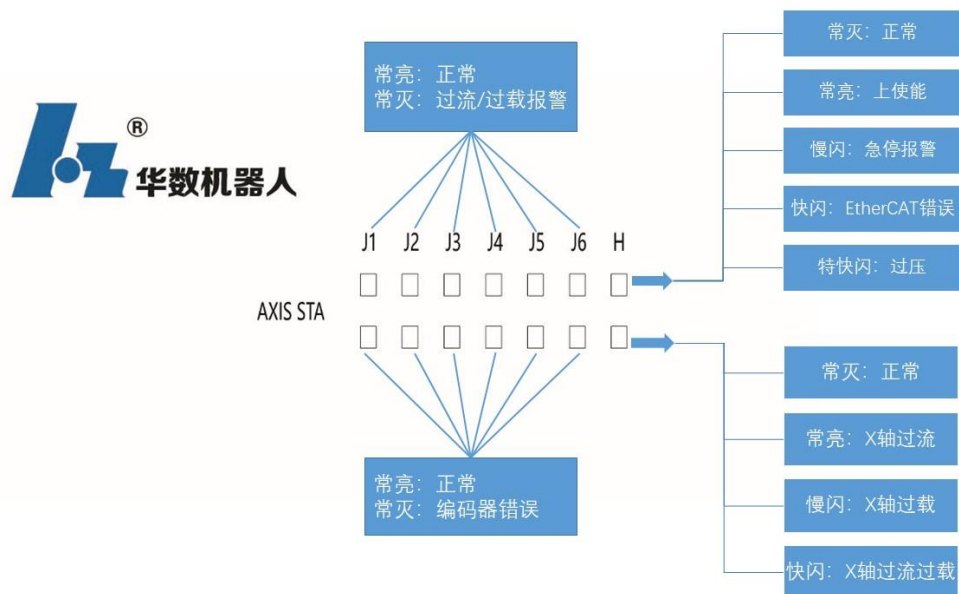 常亮：正常
常灭：过流/过载报警
®
华数机器人
J1 J2 J3 J4 J5 J6 H
AXIS STA
常亮：正常
常灭：编码器错误
常灭：正常
常亮：上使能
慢闪：急停报警
快闪：EtherCAT错误
特快闪：过压
常灭：正常
常亮：X轴过流
慢闪：X轴过载
快闪：X轴过流过载